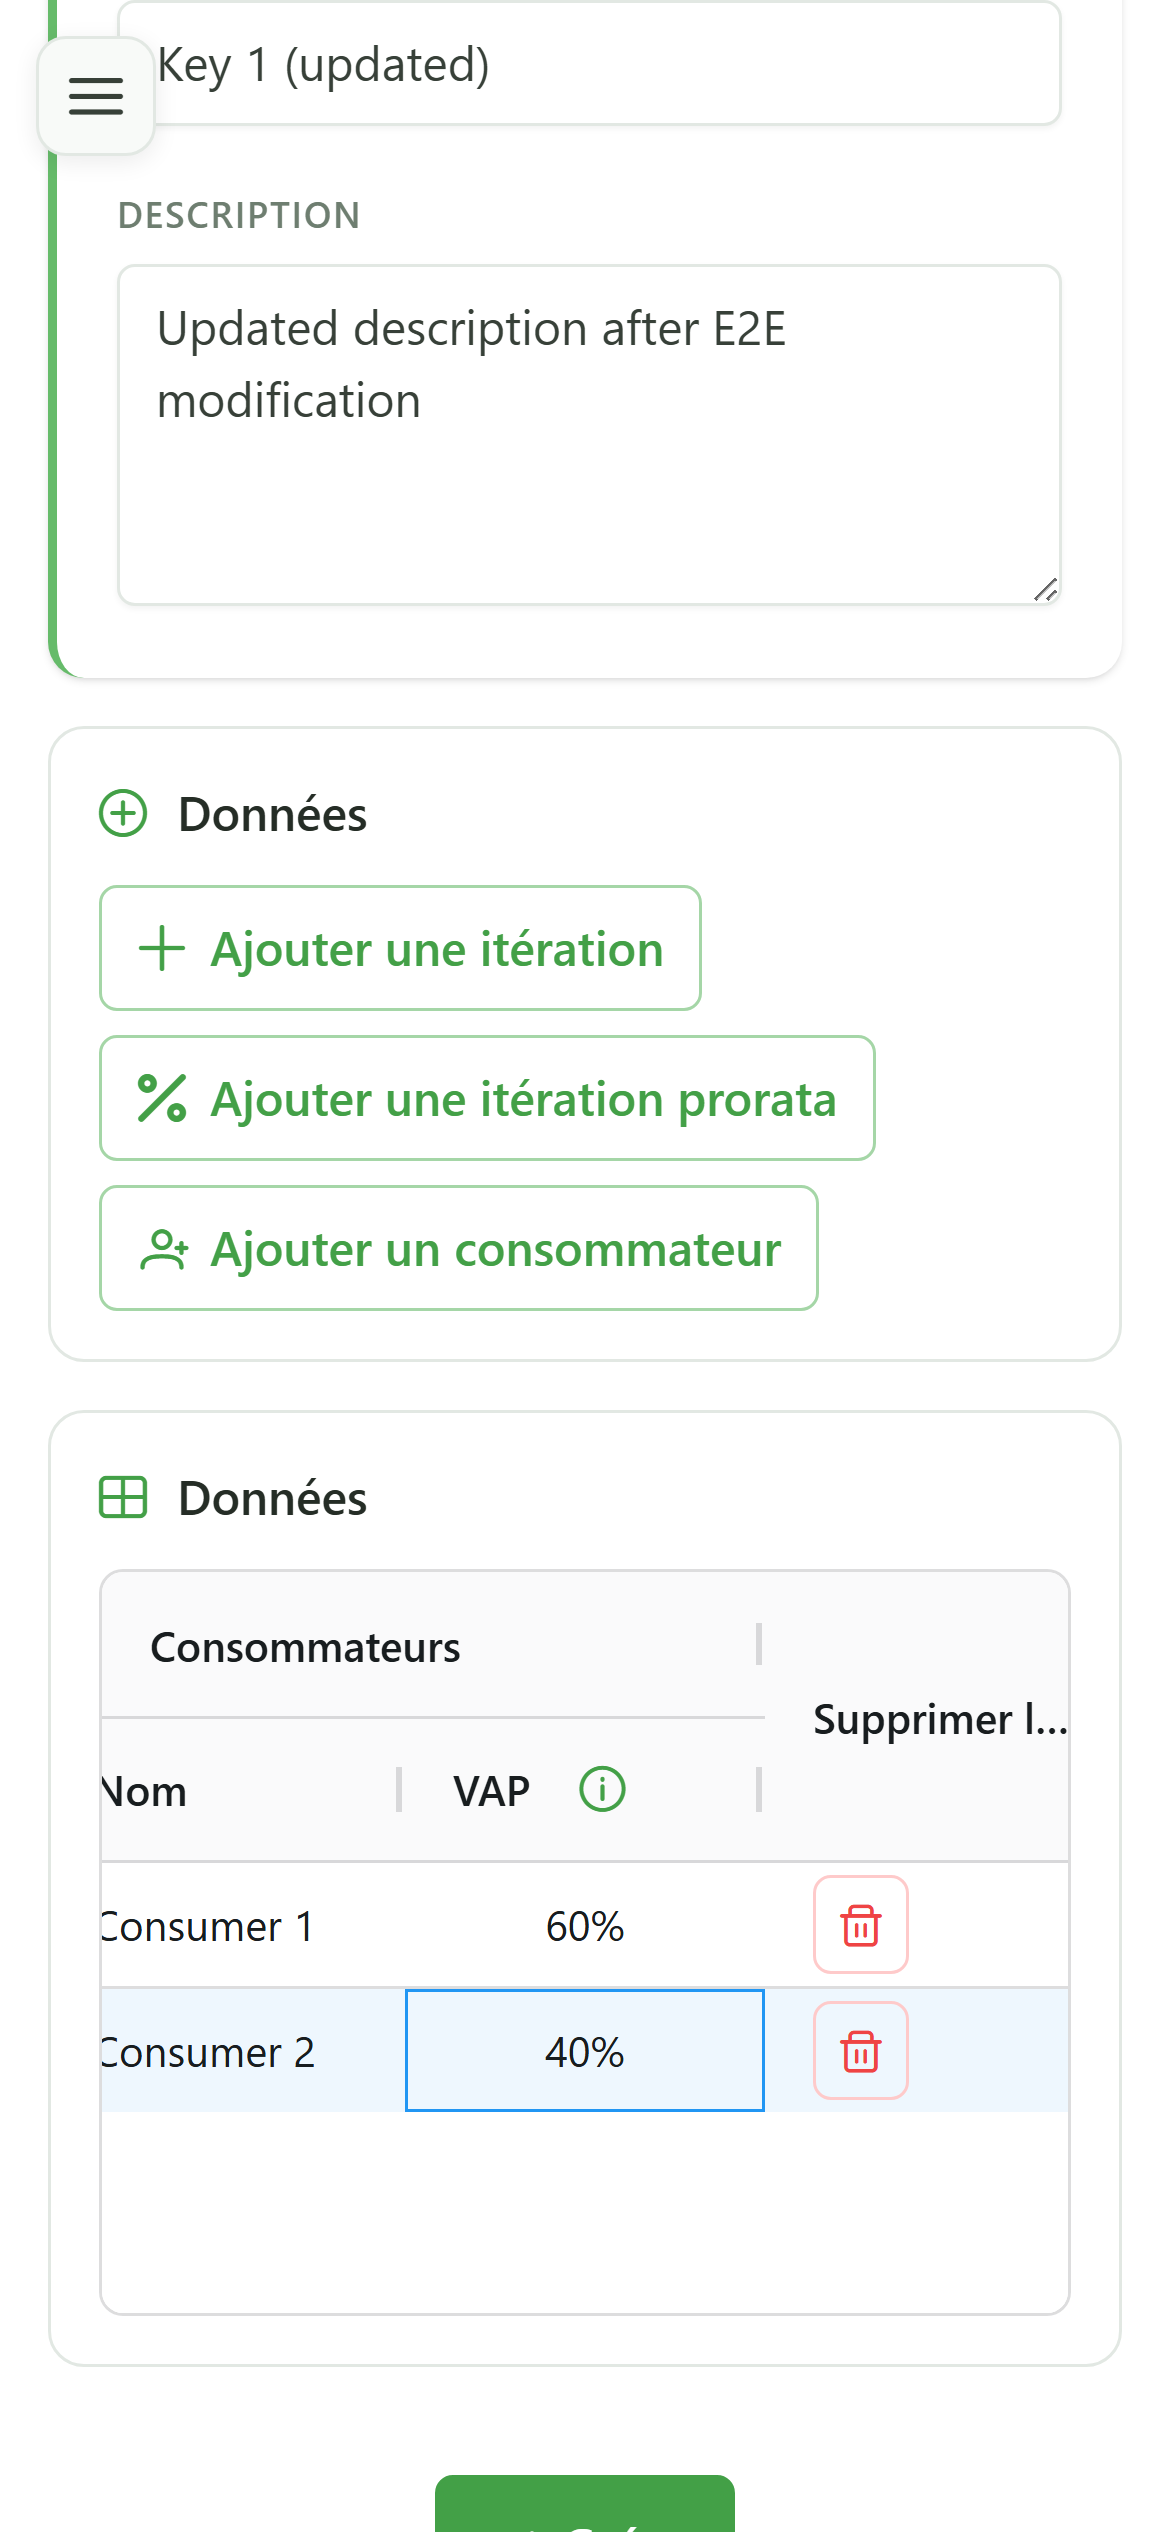 Key 1 (updated)
DESCRIPTION
Updated description after E2E
modification
Données
Ajouter une itération
Ajouter une itération prorata
Ajouter un consommateur
Données
Consommateurs
Supprimer l...
Nom
VAP
Consumer 1
60%
Consumer 2
40%